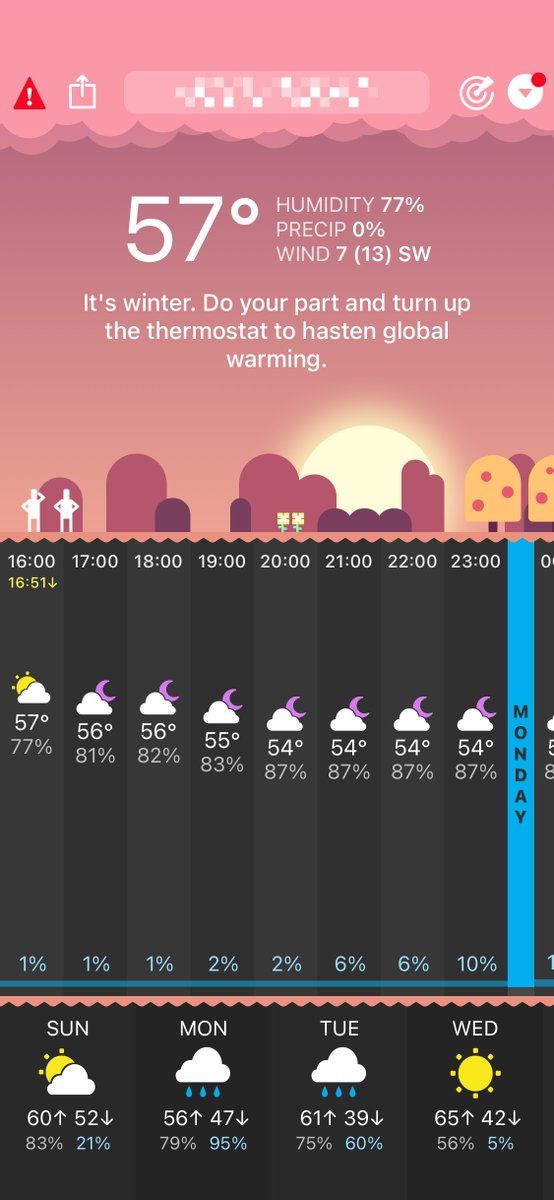 57°
HUMIDITY 77%
PRECIP 0%
WIND 7 (13) SW
It's winter. Do your part and turn up
the thermostat to hasten global
warming.
16:00 17:00 18:00 19:00 20:00 21:00 22:00 23:00
16:51↓
57° 56° 56° 55° 54° 54° 54° 54°
77% 81% 82% 83% 87% 87% 87% 87%
MONDAY
1% 1% 1% 2% 2% 6% 6% 10%
SUN MON TUE WED
60↑ 52↓ 56↑ 47↓ 61↑ 39↓ 65↑ 42↓
83% 21% 79% 95% 75% 60% 56% 5%